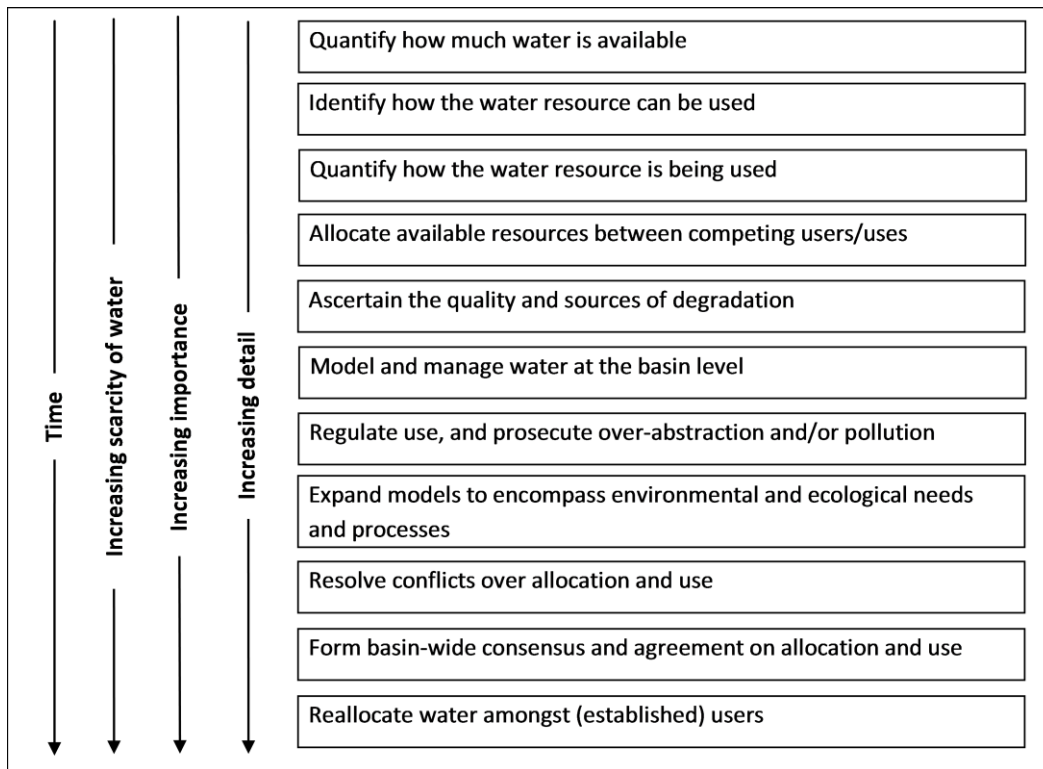 Time
Increasing scarcity of water
Increasing importance
Increasing detail
Quantify how much water is available
Identify how the water resource can be used
Quantify how the water resource is being used
Allocate available resources between competing users/uses
Ascertain the quality and sources of degradation
Model and manage water at the basin level
Regulate use, and prosecute over-abstraction and/or pollution
Expand models to encompass environmental and ecological needs
and processes
Resolve conflicts over allocation and use
Form basin-wide consensus and agreement on allocation and use
Reallocate water amongst (established) users